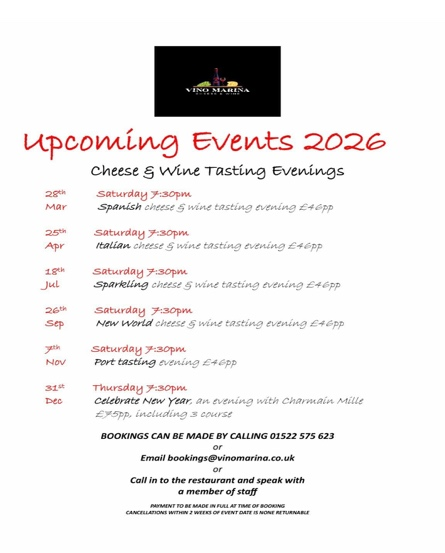 VINO MARINA
Upcoming Events 2026
Cheese & Wine Tasting Evenings
28th Saturday 7:30pm
Mar Spanish cheese & wine tasting evening £46pp
25th Saturday 7:30pm
Apr Italian cheese & wine tasting evening £46pp
18th Saturday 7:30pm
Jul Sparkling cheese & wine tasting evening £46pp
26th Saturday 7:30pm
Sep New World cheese & wine tasting evening £46pp
7th Saturday 7:30pm
Nov Port tasting evening £46pp
31st Thursday 7:30pm
Dec Celebrate New Year, an evening with Charmain Mille
£75pp, including 3 course
BOOKINGS CAN BE MADE BY CALLING 01522 575 623
or
Email bookings@vinomarina.co.uk
or
Call in to the restaurant and speak with
a member of staff
PAYMENT TO BE MADE IN FULL AT TIME OF BOOKING
CANCELLATIONS WITHIN 2 WEEKS OF EVENT DATE IS NONE RETURNABLE